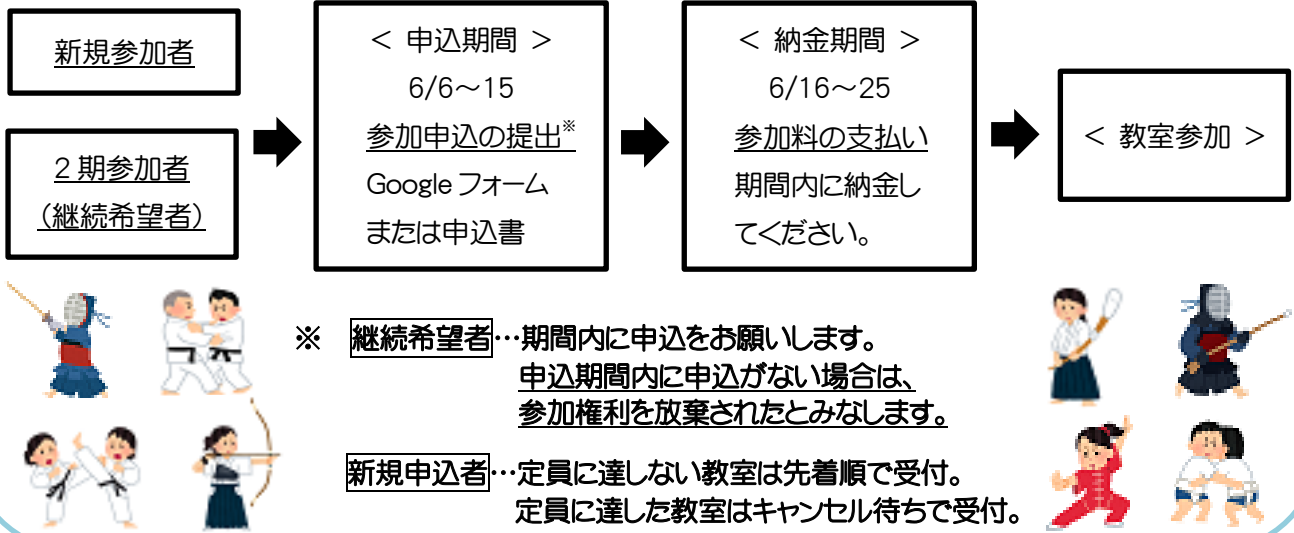 新規参加者
2期参加者
(継続希望者)
< 申込期間 >
6/6～15
参加申込の提出※
Googleフォーム
または申込書
< 納金期間 >
6/16～25
参加料の支払い
期間内に納金し
てください。
< 教室参加 >
※ 継続希望者…期間内に申込をお願いします。
申込期間内に申込がない場合は、
参加権利を放棄されたとみなします。
新規申込者…定員に達しない教室は先着順で受付。
定員に達した教室はキャンセル待ちで受付。